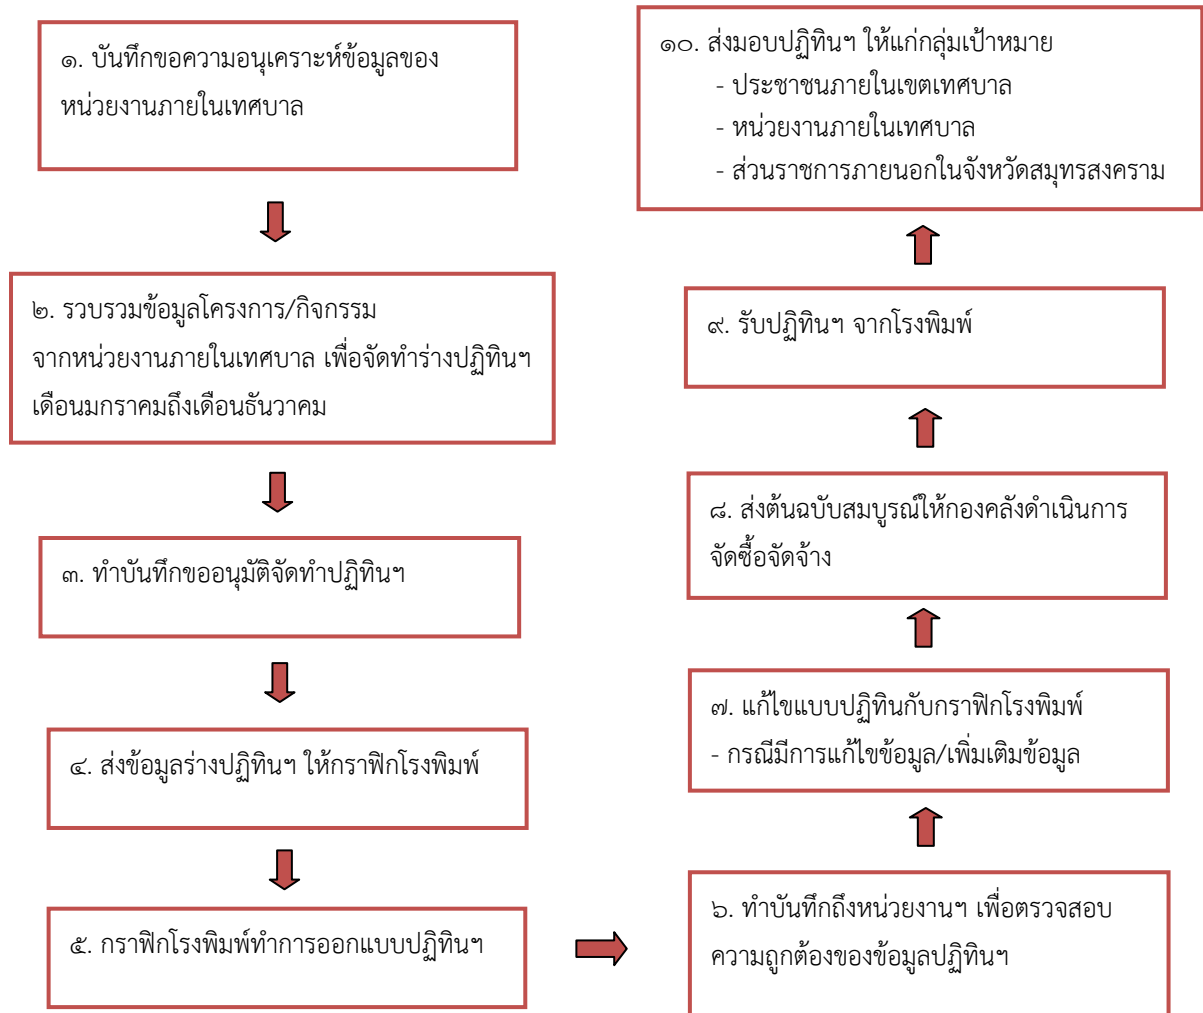 ๑. บันทึกขอความอนุเคราะห์ข้อมูลของ
หน่วยงานภายในเทศบาล
๒. รวบรวมข้อมูลโครงการ/กิจกรรม
จากหน่วยงานภายในเทศบาล เพื่อจัดทำร่างปฏิทินฯ
เดือนมกราคมถึงเดือนธันวาคม
๓. ทำบันทึกขออนุมัติจัดทำปฏิทินฯ
๔. ส่งข้อมูลร่างปฏิทินฯ ให้กราฟิกโรงพิมพ์
๕. กราฟิกโรงพิมพ์ทำการออกแบบปฏิทินฯ
๖. ทำบันทึกถึงหน่วยงานฯ เพื่อตรวจสอบ
ความถูกต้องของข้อมูลปฏิทินฯ
๗. แก้ไขแบบปฏิทินกับกราฟิกโรงพิมพ์
- กรณีมีการแก้ไขข้อมูล/เพิ่มเติมข้อมูล
๘. ส่งต้นฉบับสมบูรณ์ให้กองคลังดำเนินการ
จัดซื้อจัดจ้าง
๙. รับปฏิทินฯ จากโรงพิมพ์
๑๐. ส่งมอบปฏิทินฯ ให้แก่กลุ่มเป้าหมาย
- ประชาชนภายในเขตเทศบาล
- หน่วยงานภายในเทศบาล
- ส่วนราชการภายนอกในจังหวัดสมุทรสงคราม